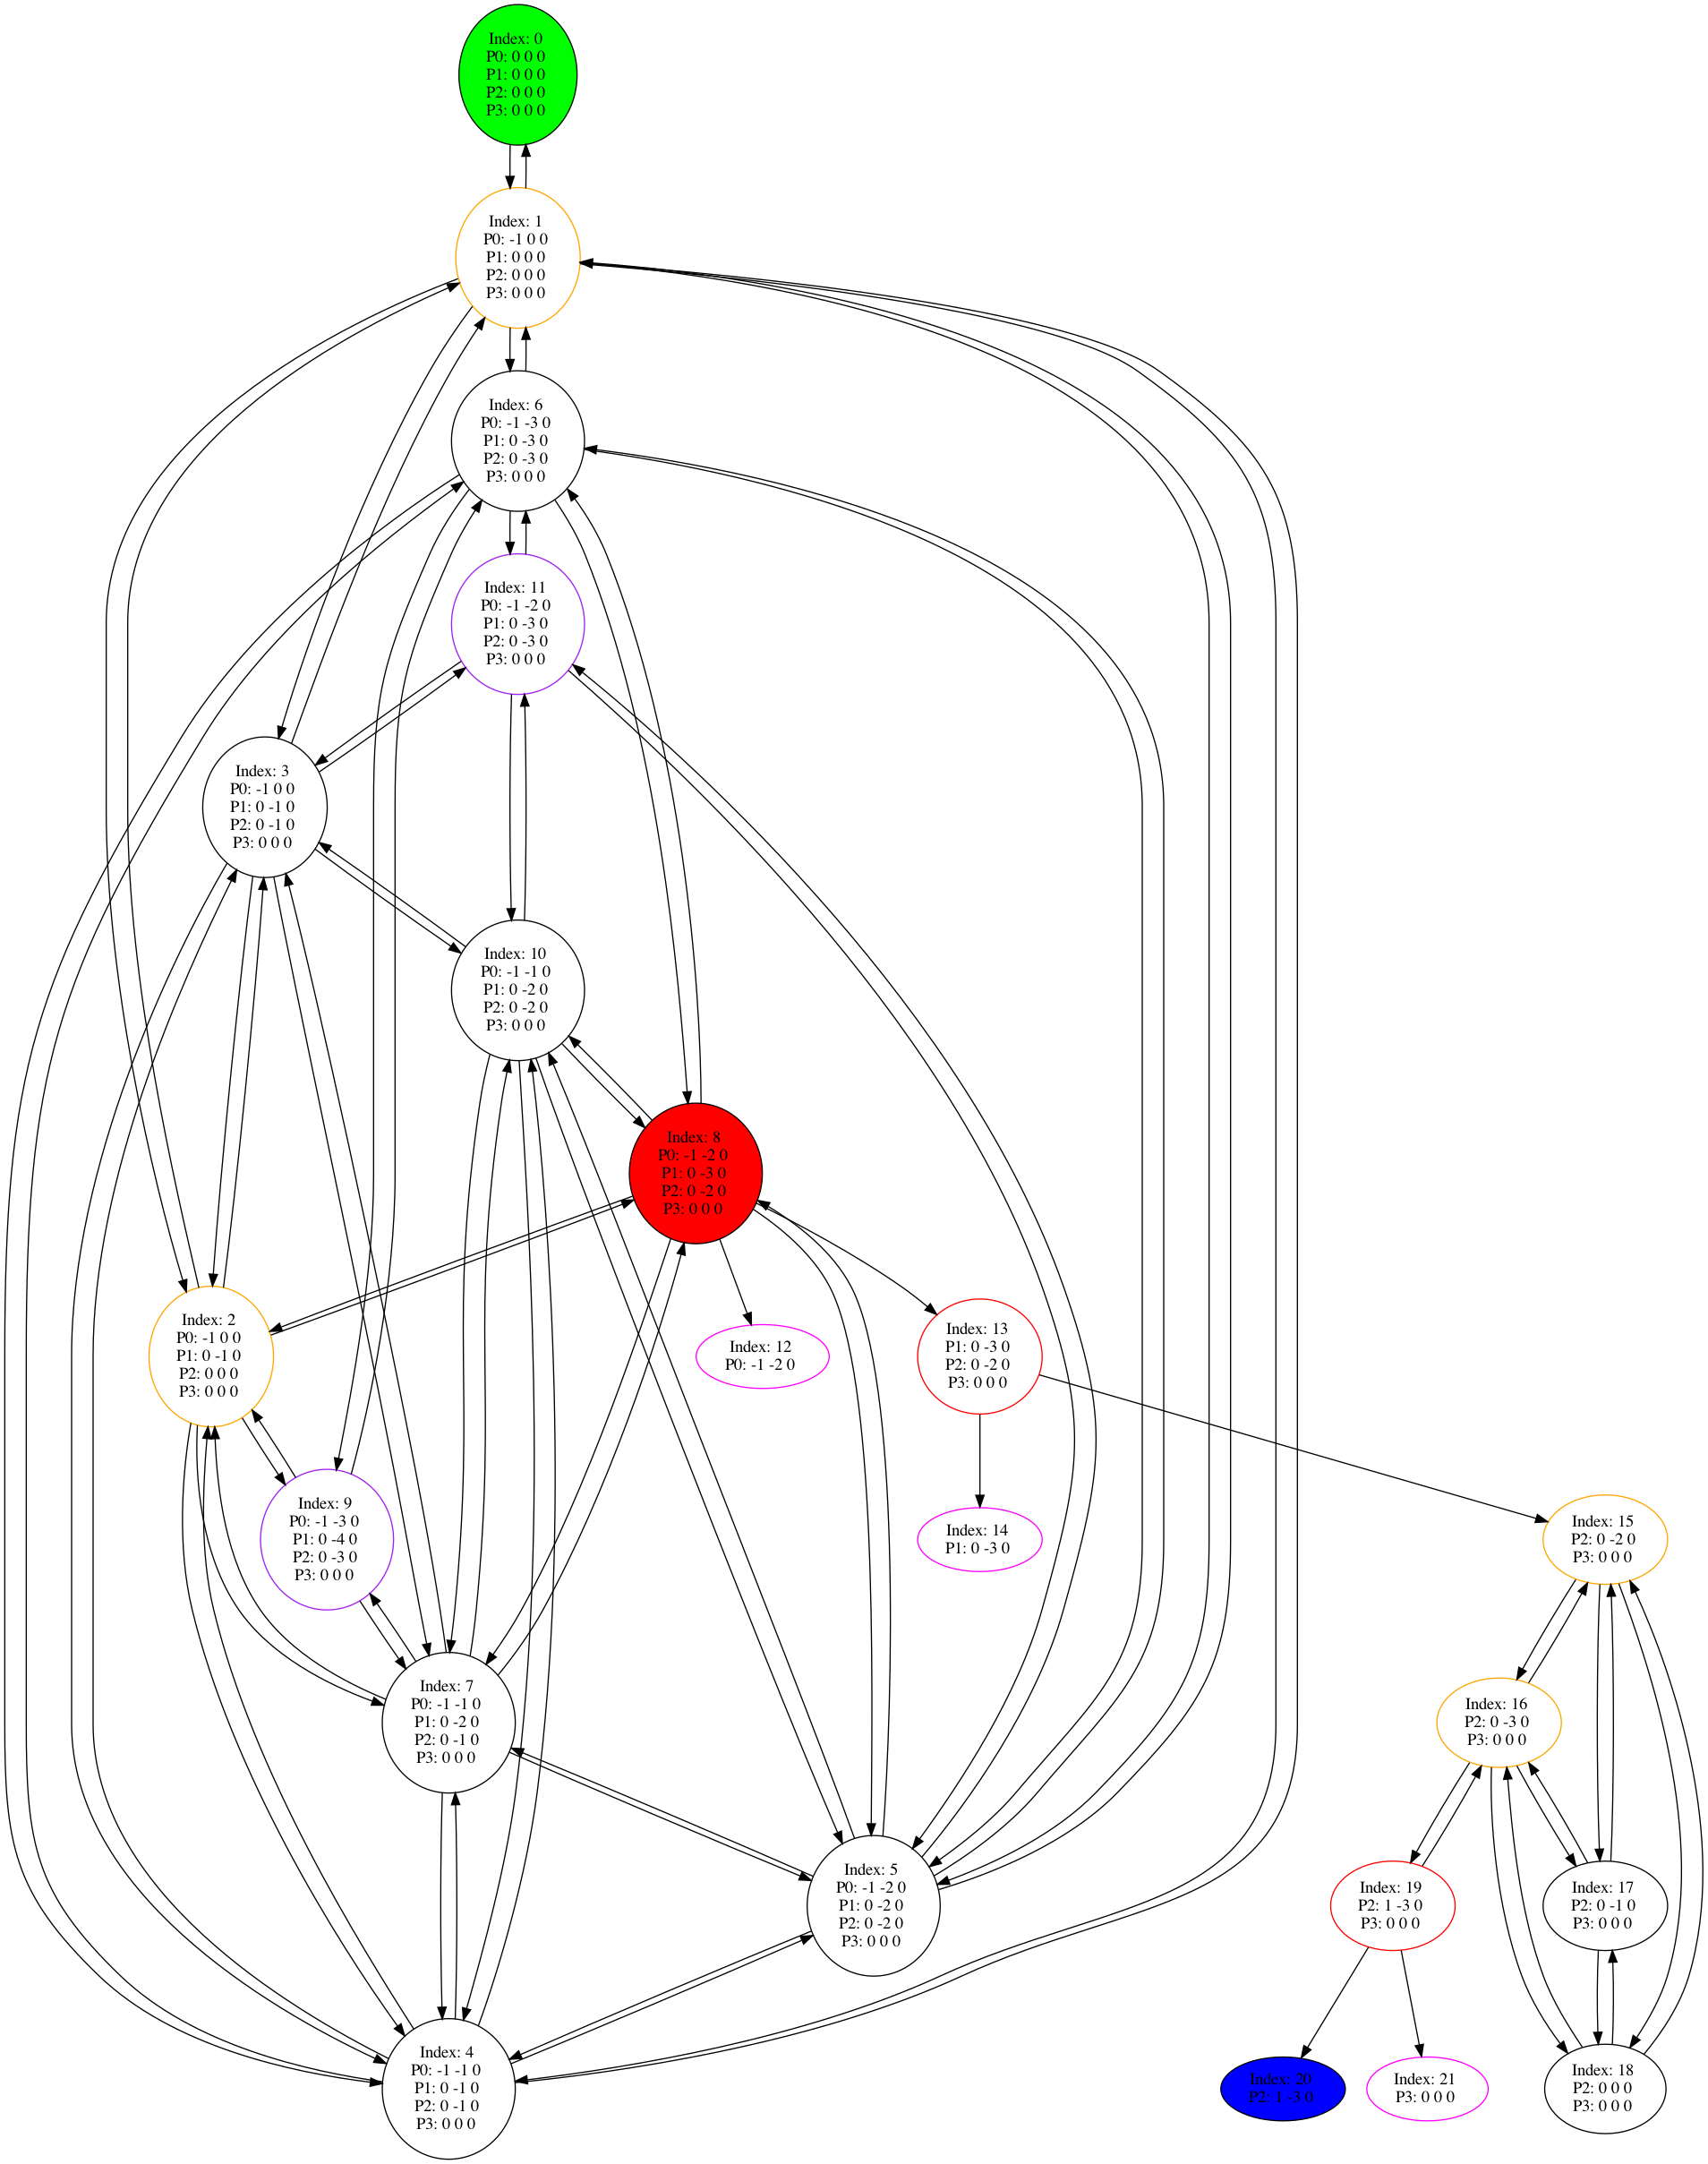 Index: 0
P0: 0 0 0
P1: 0 0 0
P2: 0 0 0
P3: 0 0 0
Index: 1
P0: -1 0 0
P1: 0 0 0
P2: 0 0 0
P3: 0 0 0
Index: 6
P0: -1 -3 0
P1: 0 -3 0
P2: 0 -3 0
P3: 0 0 0
Index: 11
P0: -1 -2 0
P1: 0 -3 0
P2: 0 -3 0
P3: 0 0 0
Index: 3
P0: -1 0 0
P1: 0 -1 0
P2: 0 -1 0
P3: 0 0 0
Index: 10
P0: -1 -1 0
P1: 0 -2 0
P2: 0 -2 0
P3: 0 0 0
Index: 8
P0: -1 -2 0
P1: 0 -3 0
P2: 0 -2 0
P3: 0 0 0
Index: 2
P0: -1 0 0
P1: 0 -1 0
P2: 0 0 0
P3: 0 0 0
Index: 12
P0: -1 -2 0
Index: 13
P1: 0 -3 0
P2: 0 -2 0
P3: 0 0 0
Index: 9
P0: -1 -3 0
P1: 0 -4 0
P2: 0 -3 0
P3: 0 0 0
Index: 14
P1: 0 -3 0
Index: 15
P2: 0 -2 0
P3: 0 0 0
Index: 7
P0: -1 -1 0
P1: 0 -2 0
P2: 0 -1 0
P3: 0 0 0
Index: 16
P2: 0 -3 0
P3: 0 0 0
Index: 5
P0: -1 -2 0
P1: 0 -2 0
P2: 0 -2 0
P3: 0 0 0
Index: 19
P2: 1 -3 0
P3: 0 0 0
Index: 17
P2: 0 -1 0
P3: 0 0 0
Index: 4
P0: -1 -1 0
P1: 0 -1 0
P2: 0 -1 0
P3: 0 0 0
Index: 20
P2: 1 -3 0
Index: 21
P3: 0 0 0
Index: 18
P2: 0 0 0
P3: 0 0 0